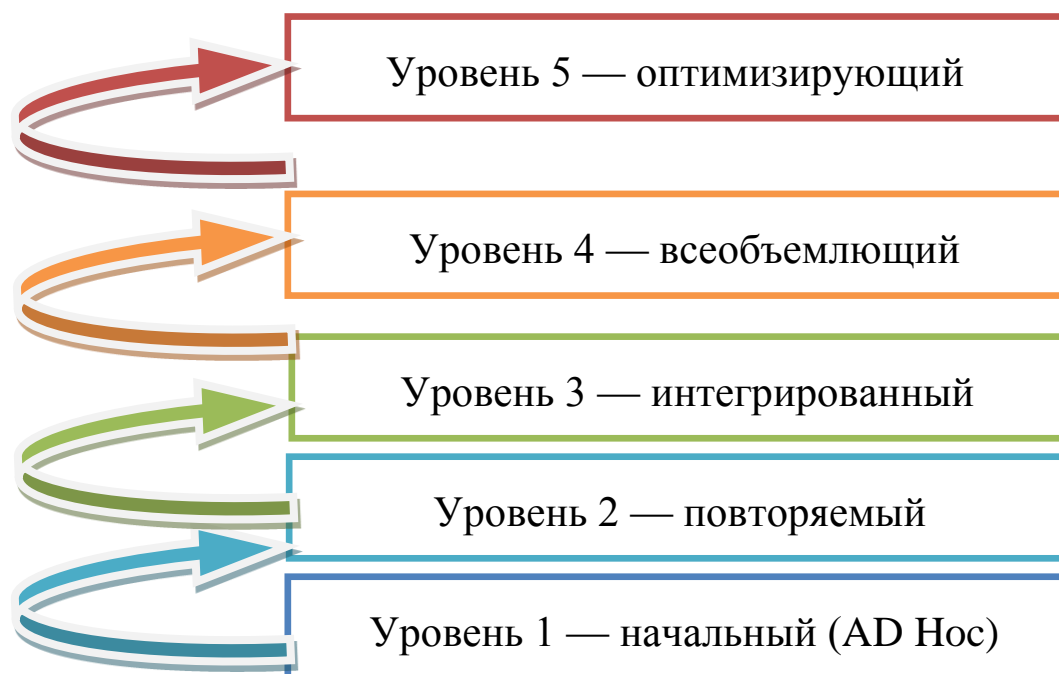 Уровень 5 — оптимизирующий
Уровень 4 — всеобъемлющий
Уровень 3 — интегрированный
Уровень 2 — повторяемый
Уровень 1 — начальный (AD Hoc)